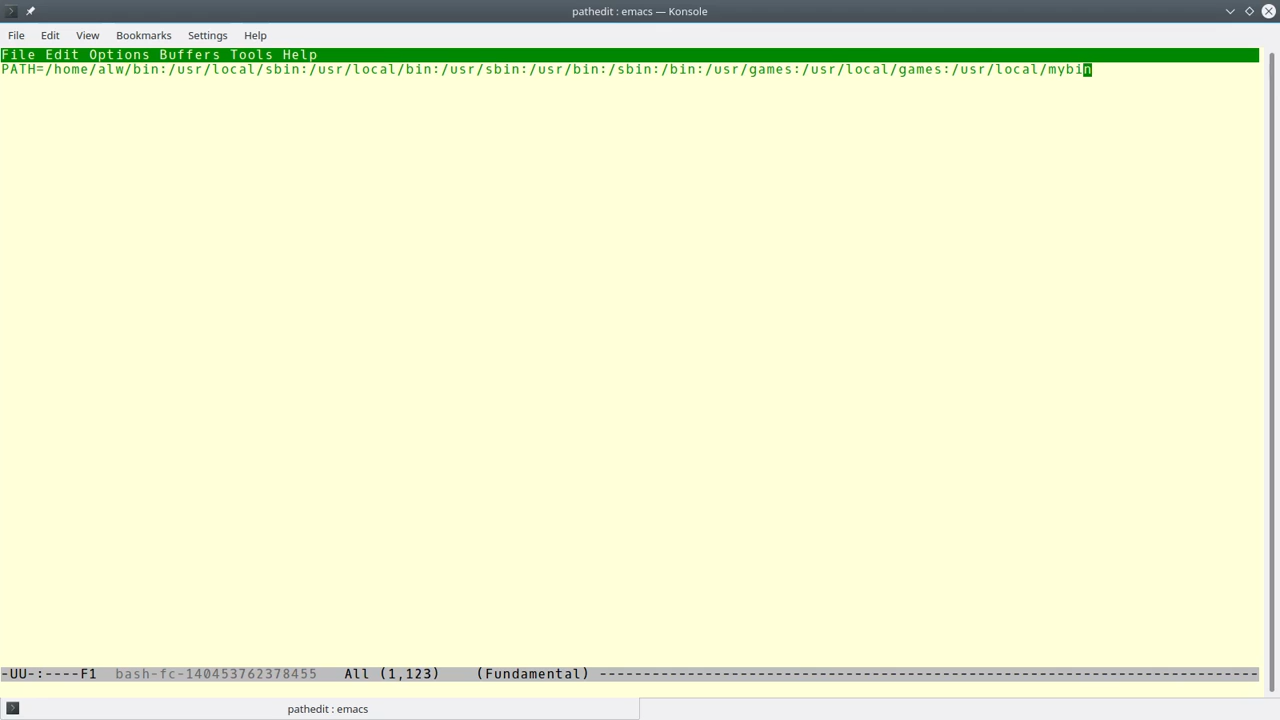 pathedit : emacs — Konsole
File Edit View Bookmarks Settings Help
File Edit Options Buffers Tools Help
PATH=/home/alw/bin:/usr/local/sbin:/usr/local/bin:/usr/sbin:/usr/bin:/sbin:/bin:/usr/games:/usr/local/games:/usr/local/mybin
-UU-:----F1  bash-fc-140453762378455   All (1,123)    (Fundamental) ---------------------------------------------------------------------------
pathedit : emacs